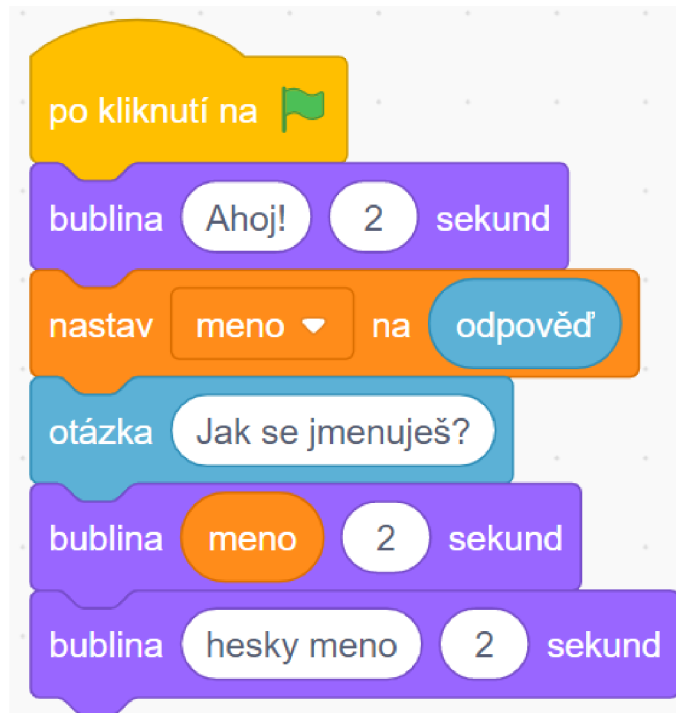 po kliknutí na
bublina Ahoj! 2 sekund
nastav meno na odpověď
otázka Jak se jmenuješ?
bublina meno 2 sekund
bublina hesky meno 2 sekund